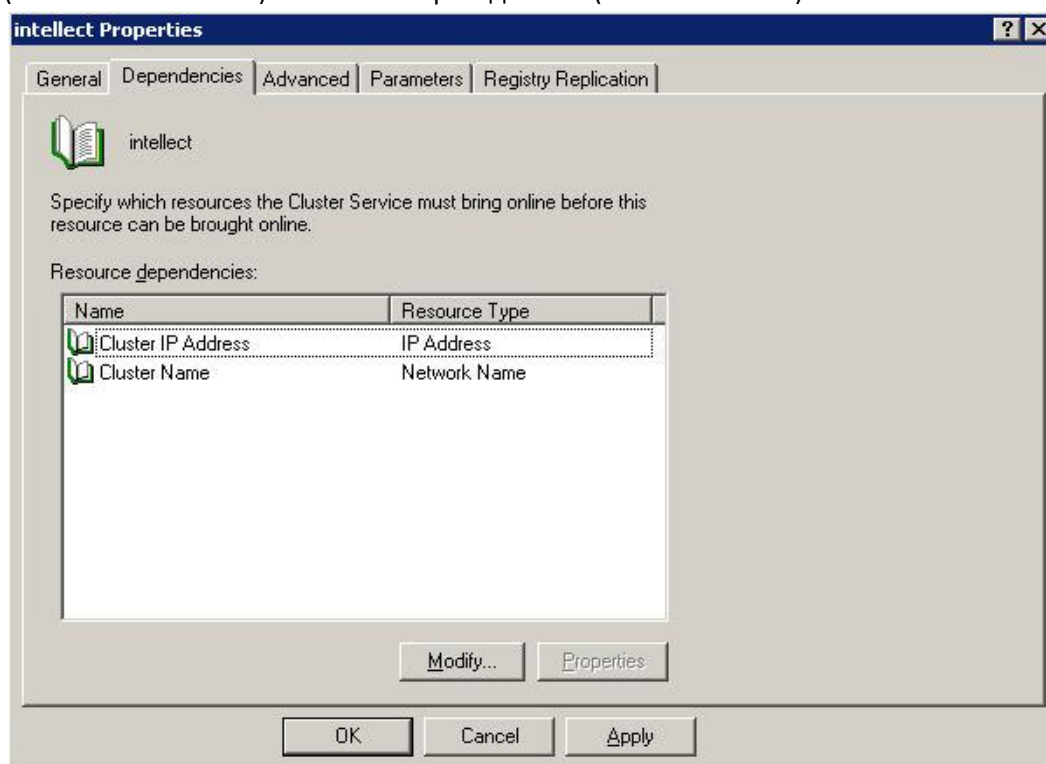 intellect Properties
General Dependencies Advanced Parameters Registry Replication
intellect
Specify which resources the Cluster Service must bring online before this
resource can be brought online.
Resource dependencies:
Name Resource Type
Cluster IP Address IP Address
Cluster Name Network Name
Modify... Properties
OK Cancel Apply